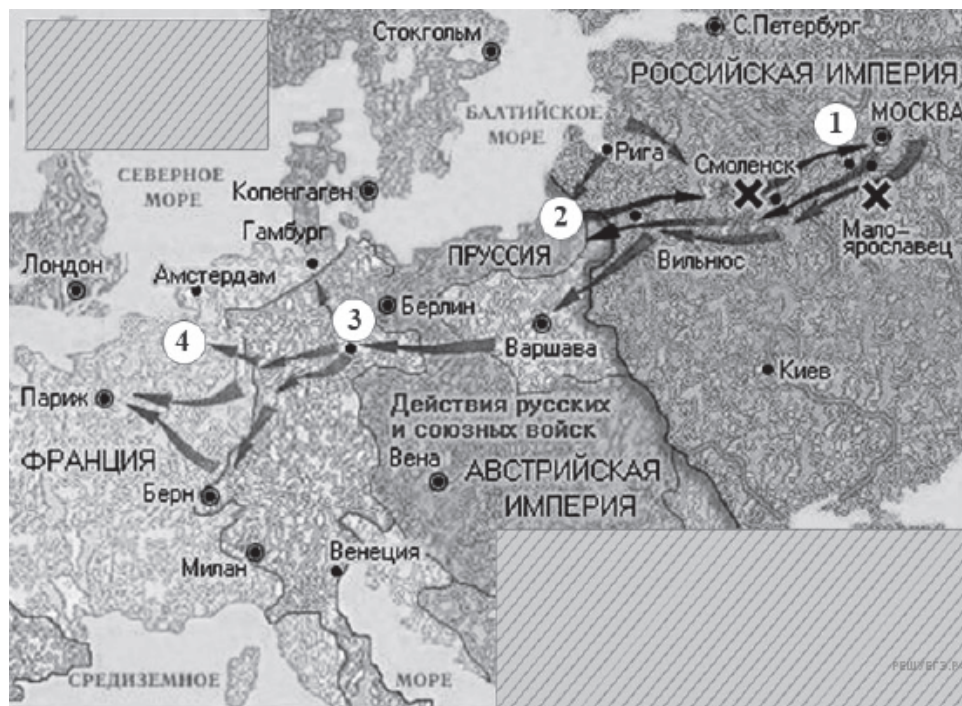 С.Петербург
Стокгольм
РОССИЙСКАЯ ИМПЕРИЯ
БАЛТИЙСКОЕ
МОРЕ
1
МОСКВА
СЕВЕРНОЕ
МОРЕ
Рига
Смоленск
Копенгаген
2
Гамбург
ПРУССИЯ
Мало-
ярославец
Вильнюс
Лондон
Амстердам
Берлин
3
4
Варшава
Киев
Париж
Действия русских
и союзных войск
ФРАНЦИЯ
Вена
АВСТРИЙСКАЯ
ИМПЕРИЯ
Берн
Милан
Венеция
СРЕДИЗЕМНОЕ
МОРЕ